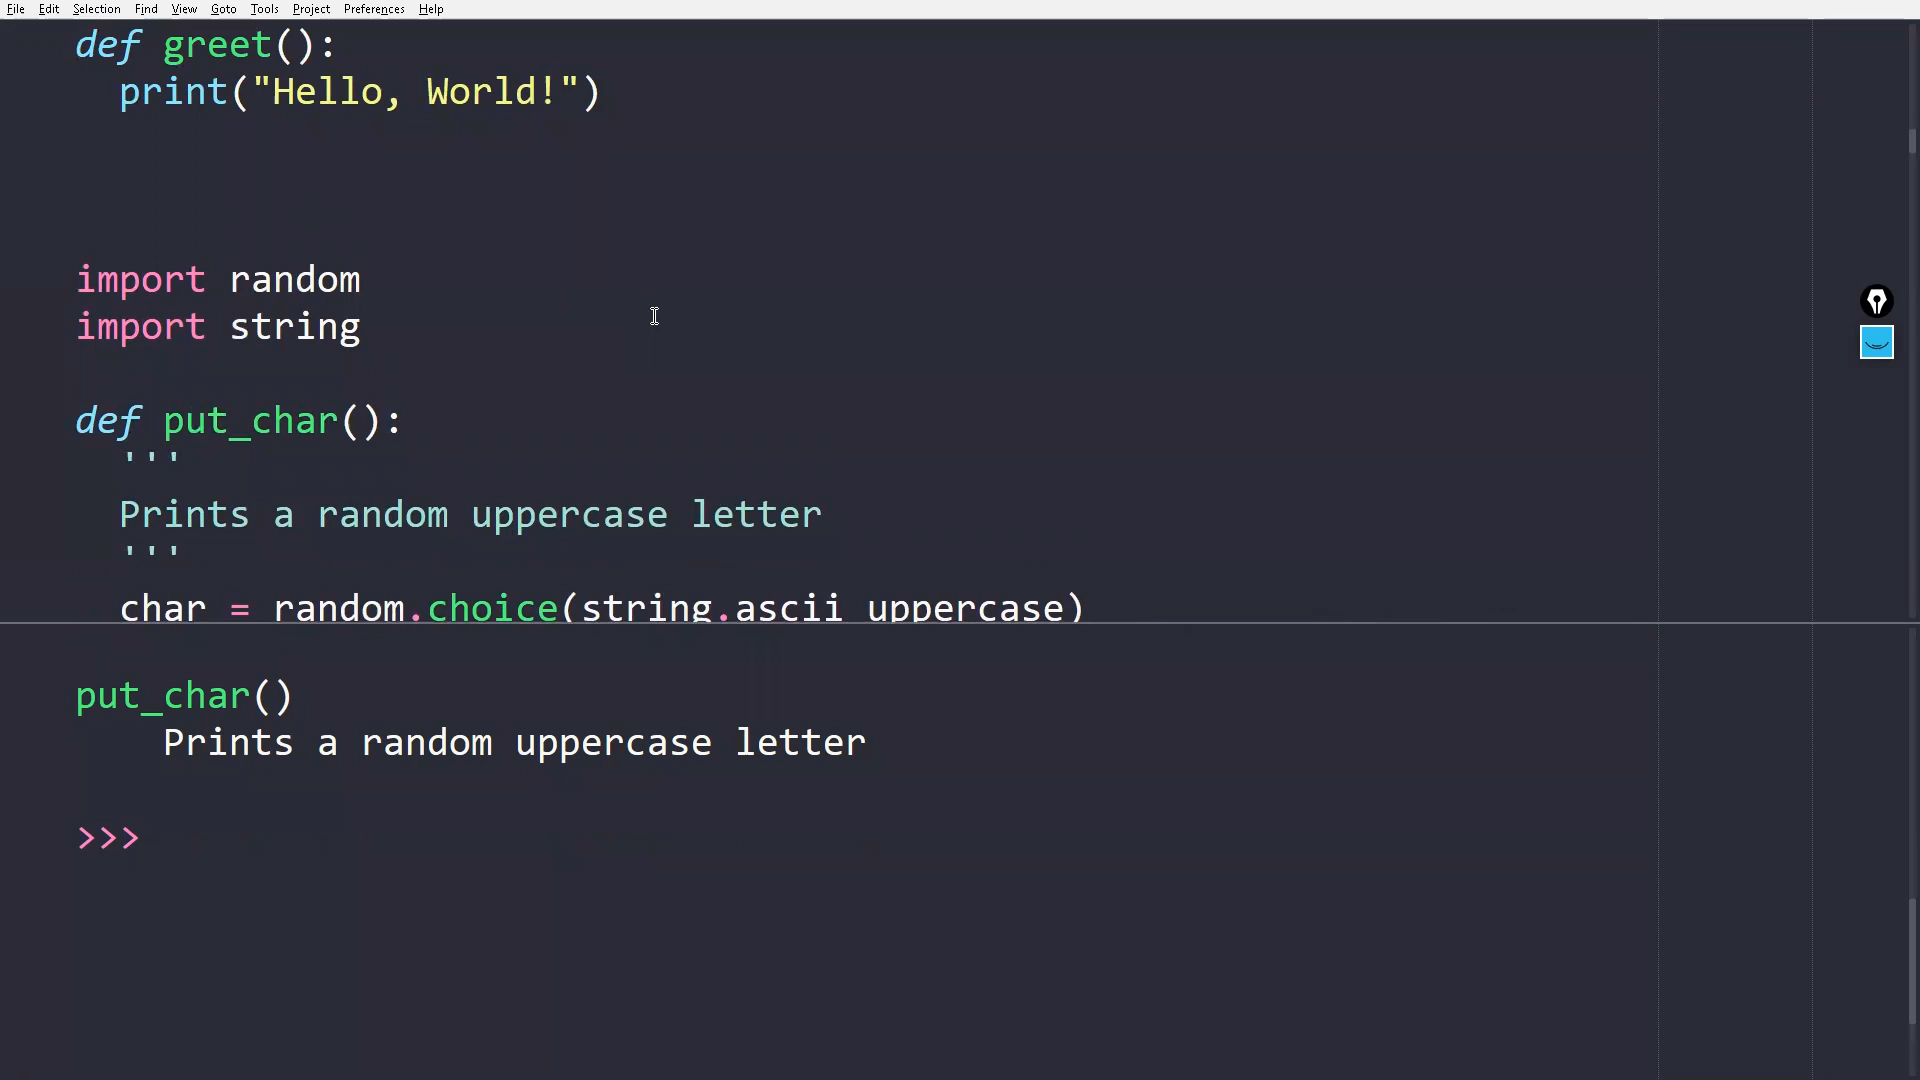 File Edit Selection Find View Goto Tools Project Preferences Help
def greet():
  print("Hello, World!")
import random
import string
def put_char():
  '''
  Prints a random uppercase letter
  '''
  char = random.choice(string.ascii_uppercase)
put_char()
    Prints a random uppercase letter
>>>